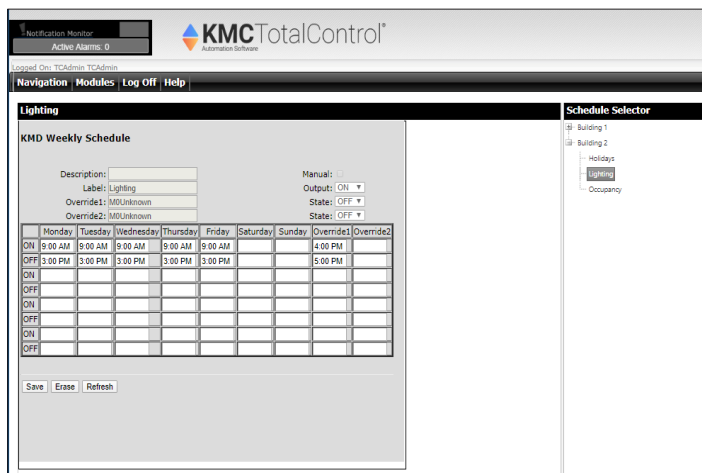 Notification Monitor
Active Alarms: 0
KMCTotalControl®
Automation Software
Logged On: TCAdmin TCAdmin
Navigation Modules Log Off Help
Lighting
KMD Weekly Schedule
Description:
Manual:
Label: Lighting
Output: ON
Override1: M0Unknown
State: OFF
Override2: M0Unknown
State: OFF
Monday Tuesday Wednesday Thursday Friday Saturday Sunday Override1 Override2
ON 9:00 AM 9:00 AM 9:00 AM 9:00 AM 9:00 AM 4:00 PM
OFF 3:00 PM 3:00 PM 3:00 PM 3:00 PM 3:00 PM 5:00 PM
ON
OFF
ON
OFF
ON
OFF
Save Erase Refresh
Schedule Selector
Building 1
Building 2
Holidays
Lighting
Occupancy